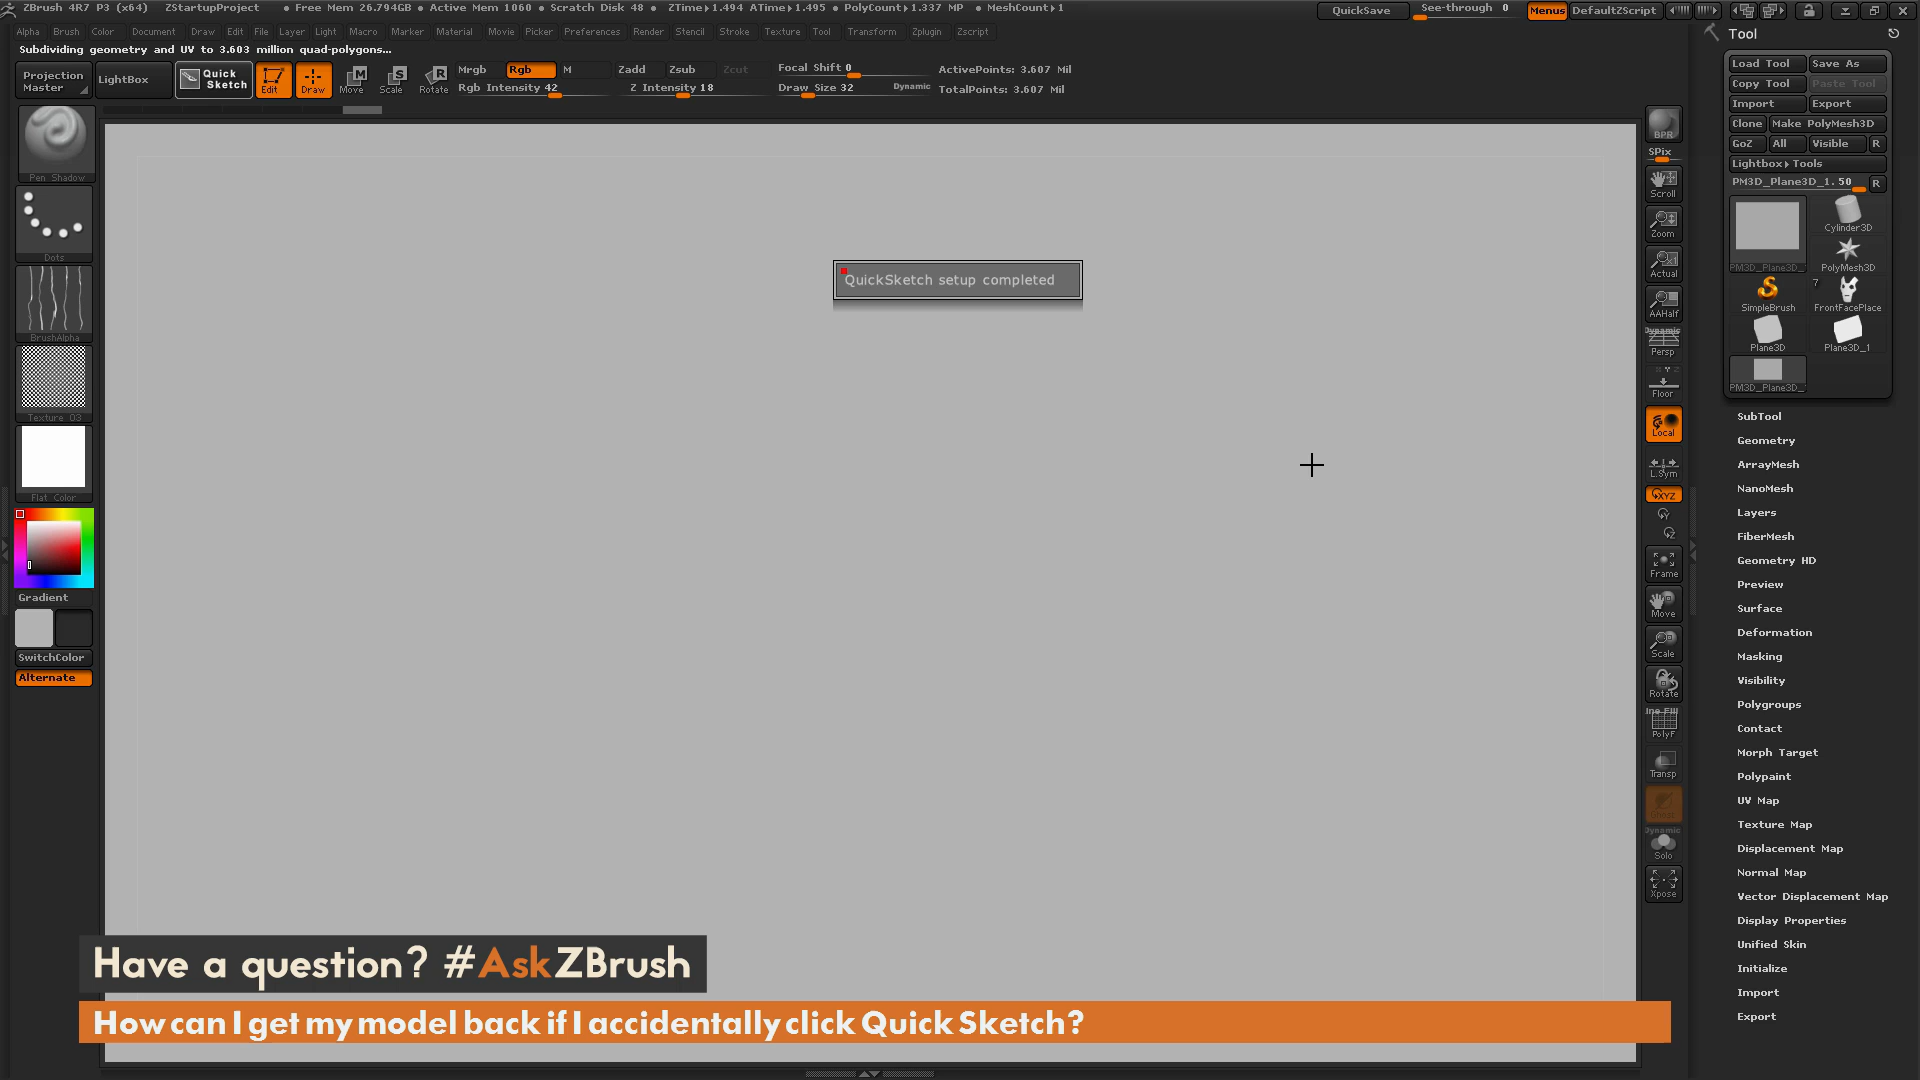 ZBrush 4R7 P3 (x64) ZStartupProject • Free Mem 26.794GB • Active Mem 1060 • Scratch Disk 48 • ZTime▸1.494 ATime▸1.495 • PolyCount▸1.337 MP • MeshCount▸1 QuickSave See-through 0 Menus DefaultZScript
Alpha Brush Color Document Draw Edit File Layer Light Macro Marker Material Movie Picker Preferences Render Stencil Stroke Texture Tool Transform Zplugin Zscript
Subdividing geometry and UV to 3.603 million quad-polygons...
Projection Master
LightBox
Quick Sketch
Edit
Draw
Move
Scale
Rotate
Mrgb Rgb M
Rgb Intensity 42
Zadd Zsub Zcut
Z Intensity 18
Focal Shift 0
Draw Size 32 Dynamic
ActivePoints: 3.607 Mil
TotalPoints: 3.607 Mil
Pen Shadow
Dots
BrushAlpha
Texture 03
Flat Color
Gradient
SwitchColor
Alternate
QuickSketch setup completed
BPR
SPix
Scroll
Zoom
Actual
AAHalf
Dynamic
Persp
Floor
Local
L.Sym
XYZ
Y
Z
Frame
Move
Scale
Rotate
PolyF
Transp
Dynamic
Solo
Xpose
Tool
Load Tool Save As
Copy Tool Paste Tool
Import Export
Clone Make PolyMesh3D
GoZ All Visible R
Lightbox▸Tools
PM3D_Plane3D_1. 50 R
PM3D_Plane3D_
Cylinder3D
PolyMesh3D
SimpleBrush
7
FrontFacePlace
Plane3D
Plane3D_1
PM3D_Plane3D_
SubTool
Geometry
ArrayMesh
NanoMesh
Layers
FiberMesh
Geometry HD
Preview
Surface
Deformation
Masking
Visibility
Polygroups
Contact
Morph Target
Polypaint
UV Map
Texture Map
Displacement Map
Normal Map
Vector Displacement Map
Display Properties
Unified Skin
Initialize
Import
Export
Have a question? #AskZBrush
How can I get my model back if I accidentally click Quick Sketch?